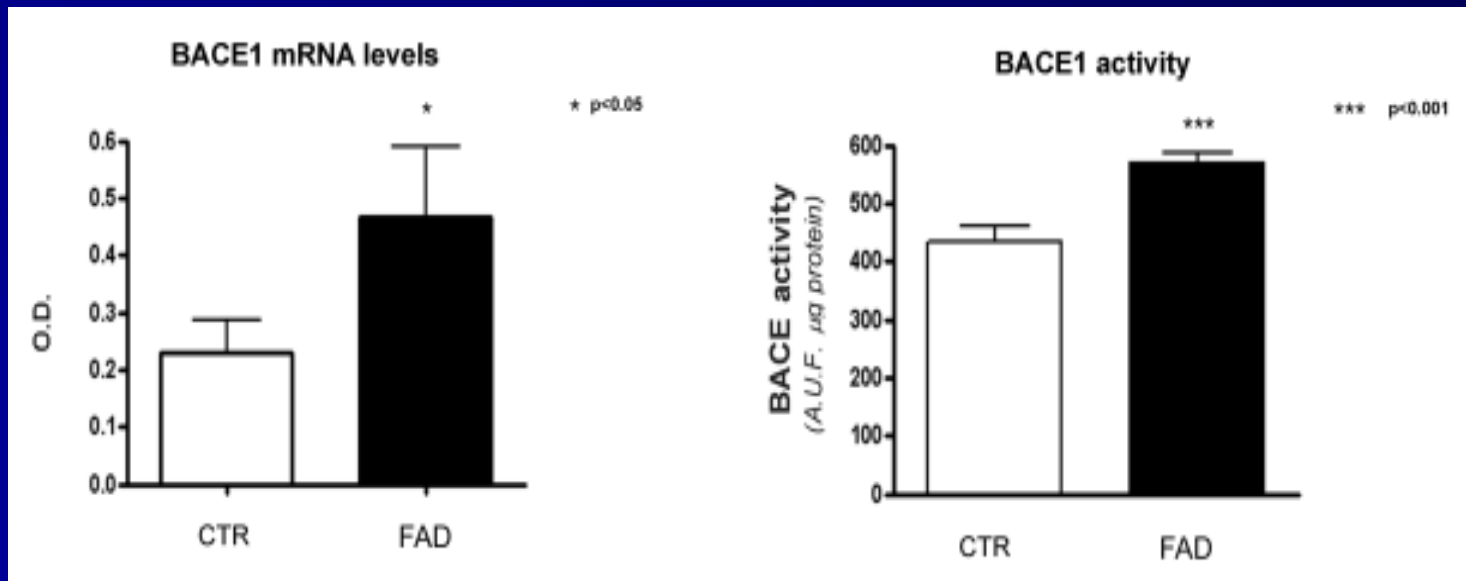 BACE1 mRNA levels
*
* p<0.05
0.6
0.5
0.4
0.3
0.2
0.1
0.0
O.D.
CTR FAD
BACE1 activity
***
*** p<0.001
600
500
400
300
200
100
0
BACE activity
(A.U.F. µg protein)
CTR FAD